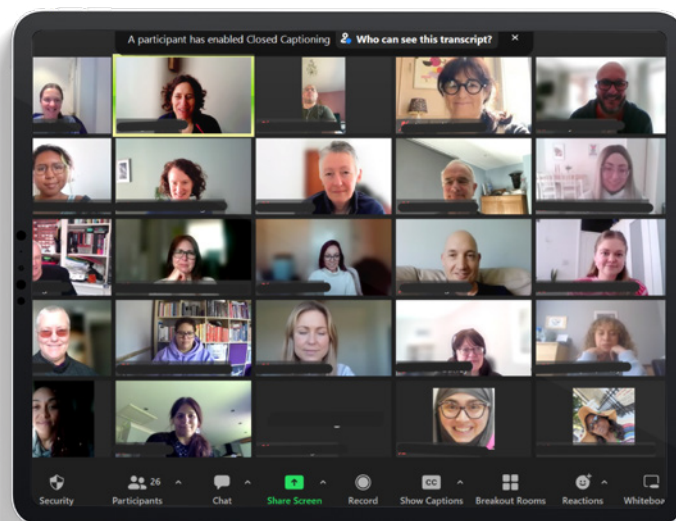 A participant has enabled Closed Captioning Who can see this transcript? ×
26
Security Participants Chat Share Screen Record Show Captions Breakout Rooms Reactions